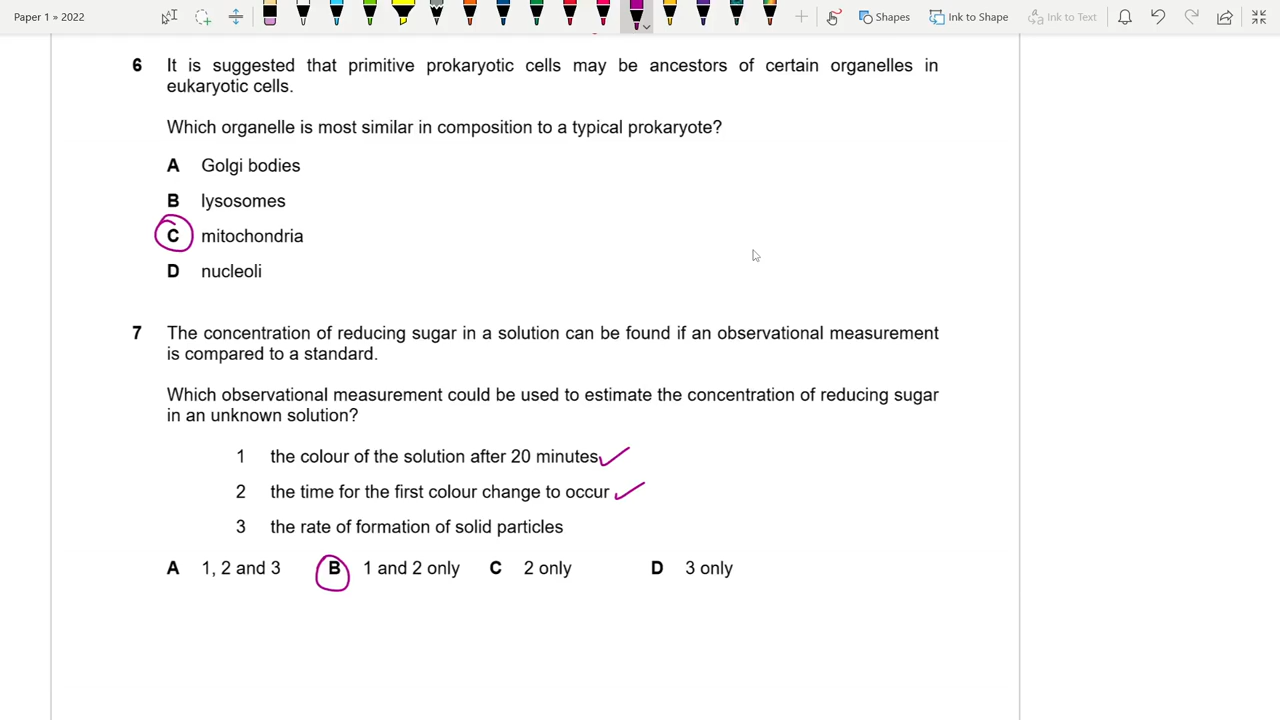 Paper 1 » 2022
Shapes
Ink to Shape
Ink to Text
6 It is suggested that primitive prokaryotic cells may be ancestors of certain organelles in
eukaryotic cells.
Which organelle is most similar in composition to a typical prokaryote?
A Golgi bodies
B lysosomes
C mitochondria
D nucleoli
7 The concentration of reducing sugar in a solution can be found if an observational measurement
is compared to a standard.
Which observational measurement could be used to estimate the concentration of reducing sugar
in an unknown solution?
1 the colour of the solution after 20 minutes
2 the time for the first colour change to occur
3 the rate of formation of solid particles
A 1, 2 and 3 B 1 and 2 only C 2 only D 3 only